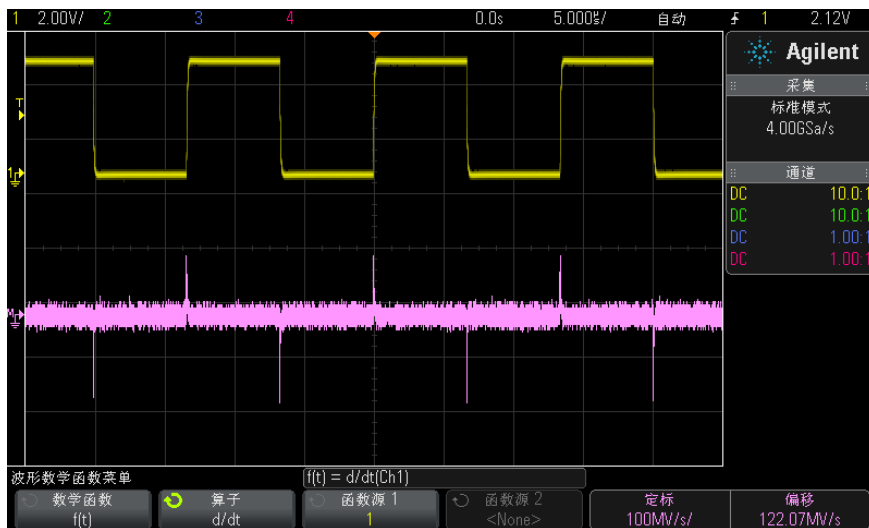 1 2.00V/ 2 3 4 0.0s 5.000µs/ 自动 1 2.12V
Agilent
采集
标准模式
4.00GSa/s
通道
DC 10.0:1
DC 10.0:1
DC 1.00:1
DC 1.00:1
T
1
M
波形数学函数菜单 f(t) = d/dt(Ch1)
数学函数 算子 函数源 1 函数源 2 定标 偏移
f(t) d/dt 1 <None> 100MV/s/ 122.07MV/s